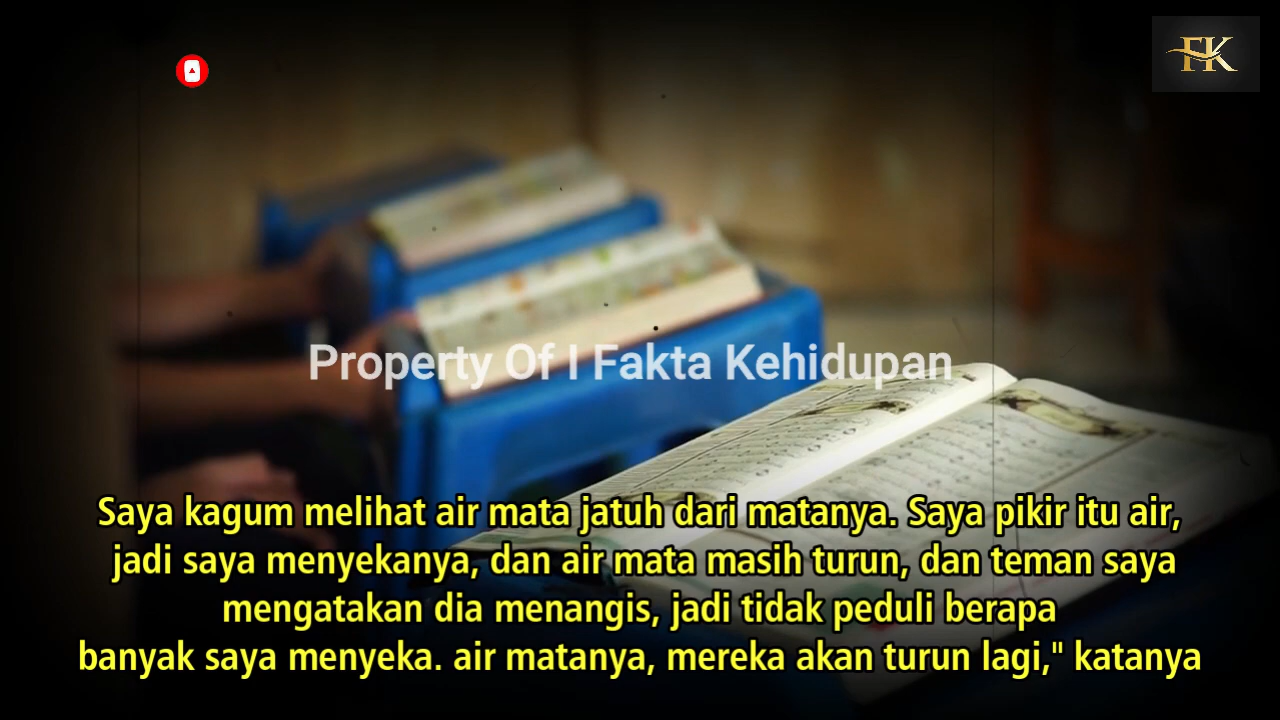 FK
Property Of I Fakta Kehidupan
Saya kagum melihat air mata jatuh dari matanya. Saya pikir itu air,
jadi saya menyekanya, dan air mata masih turun, dan teman saya
mengatakan dia menangis, jadi tidak peduli berapa
banyak saya menyeka. air matanya, mereka akan turun lagi," katanya